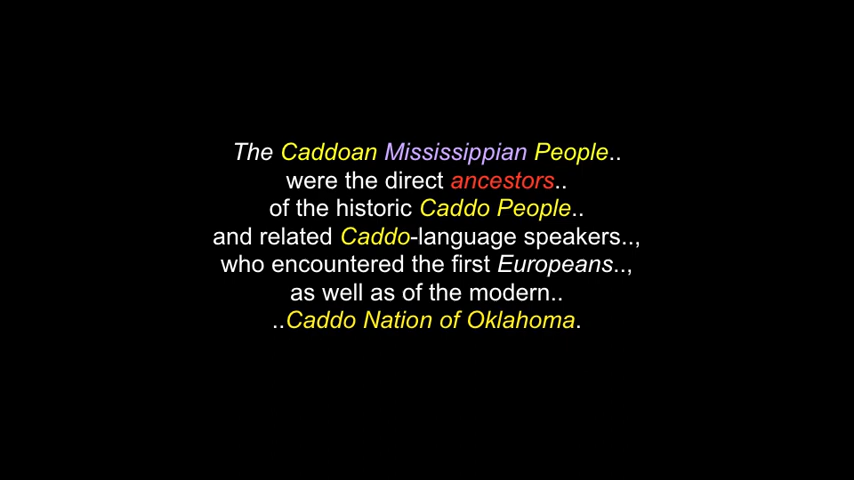 The Caddoan Mississippian People..
were the direct ancestors..
of the historic Caddo People..
and related Caddo-language speakers..,
who encountered the first Europeans..,
as well as of the modern..
..Caddo Nation of Oklahoma.